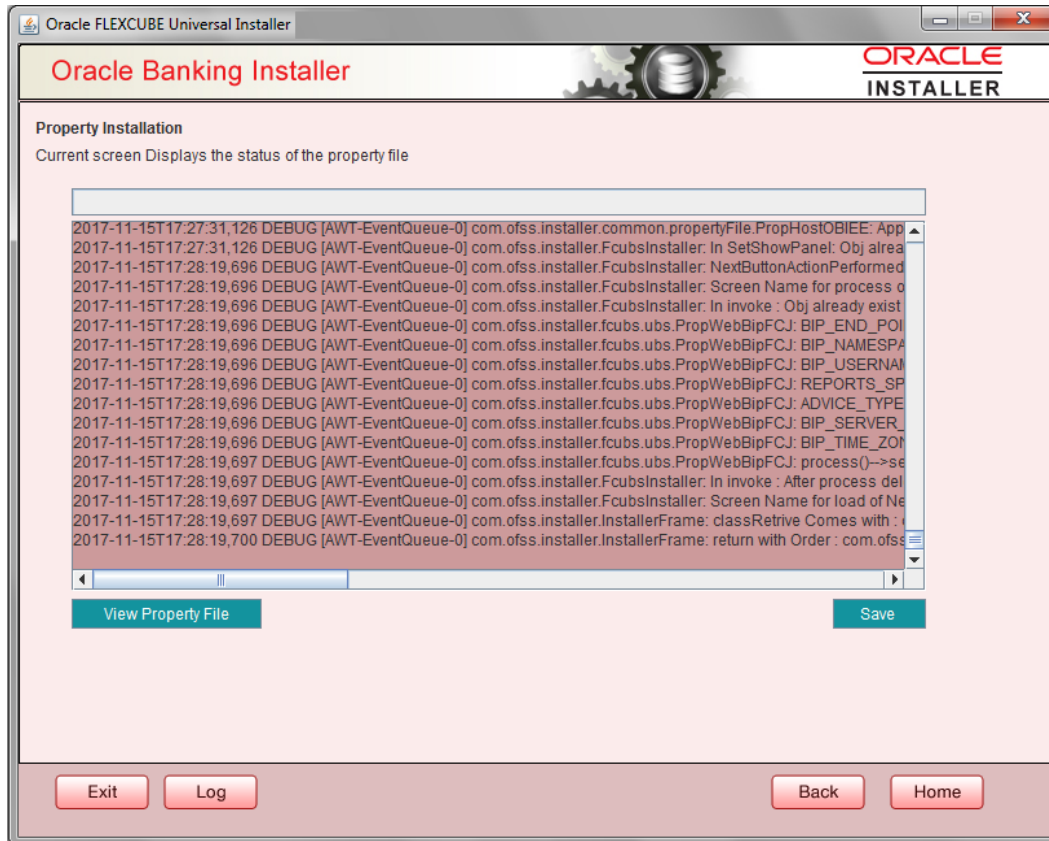 Oracle FLEXCUBE Universal Installer
Oracle Banking Installer
ORACLE
INSTALLER
Property Installation
Current screen Displays the status of the property file
2017-11-15T17:27:31,126 DEBUG [AWT-EventQueue-0] com.ofss.installer.common.propertyFile.PropHostOBIEE: App
2017-11-15T17:27:31,126 DEBUG [AWT-EventQueue-0] com.ofss.installer.FcubsInstaller: In SetShowPanel: Obj alrea
2017-11-15T17:28:19,696 DEBUG [AWT-EventQueue-0] com.ofss.installer.FcubsInstaller: NextButtonActionPerformed
2017-11-15T17:28:19,696 DEBUG [AWT-EventQueue-0] com.ofss.installer.FcubsInstaller: Screen Name for process o
2017-11-15T17:28:19,696 DEBUG [AWT-EventQueue-0] com.ofss.installer.FcubsInstaller: In invoke : Obj already exist
2017-11-15T17:28:19,696 DEBUG [AWT-EventQueue-0] com.ofss.installer.fcubs.ubs.PropWebBipFCJ: BIP_END_POI
2017-11-15T17:28:19,696 DEBUG [AWT-EventQueue-0] com.ofss.installer.fcubs.ubs.PropWebBipFCJ: BIP_NAMESPA
2017-11-15T17:28:19,696 DEBUG [AWT-EventQueue-0] com.ofss.installer.fcubs.ubs.PropWebBipFCJ: BIP_USERNAM
2017-11-15T17:28:19,696 DEBUG [AWT-EventQueue-0] com.ofss.installer.fcubs.ubs.PropWebBipFCJ: REPORTS_SP
2017-11-15T17:28:19,696 DEBUG [AWT-EventQueue-0] com.ofss.installer.fcubs.ubs.PropWebBipFCJ: ADVICE_TYPE
2017-11-15T17:28:19,696 DEBUG [AWT-EventQueue-0] com.ofss.installer.fcubs.ubs.PropWebBipFCJ: BIP_SERVER_
2017-11-15T17:28:19,696 DEBUG [AWT-EventQueue-0] com.ofss.installer.fcubs.ubs.PropWebBipFCJ: BIP_TIME_ZON
2017-11-15T17:28:19,697 DEBUG [AWT-EventQueue-0] com.ofss.installer.fcubs.ubs.PropWebBipFCJ: process()-->se
2017-11-15T17:28:19,697 DEBUG [AWT-EventQueue-0] com.ofss.installer.FcubsInstaller: In invoke : After process del
2017-11-15T17:28:19,697 DEBUG [AWT-EventQueue-0] com.ofss.installer.FcubsInstaller: Screen Name for load of Ne
2017-11-15T17:28:19,697 DEBUG [AWT-EventQueue-0] com.ofss.installer.InstallerFrame: classRetrive Comes with :
2017-11-15T17:28:19,700 DEBUG [AWT-EventQueue-0] com.ofss.installer.InstallerFrame: return with Order : com.ofss
View Property File
Save
Exit
Log
Back
Home